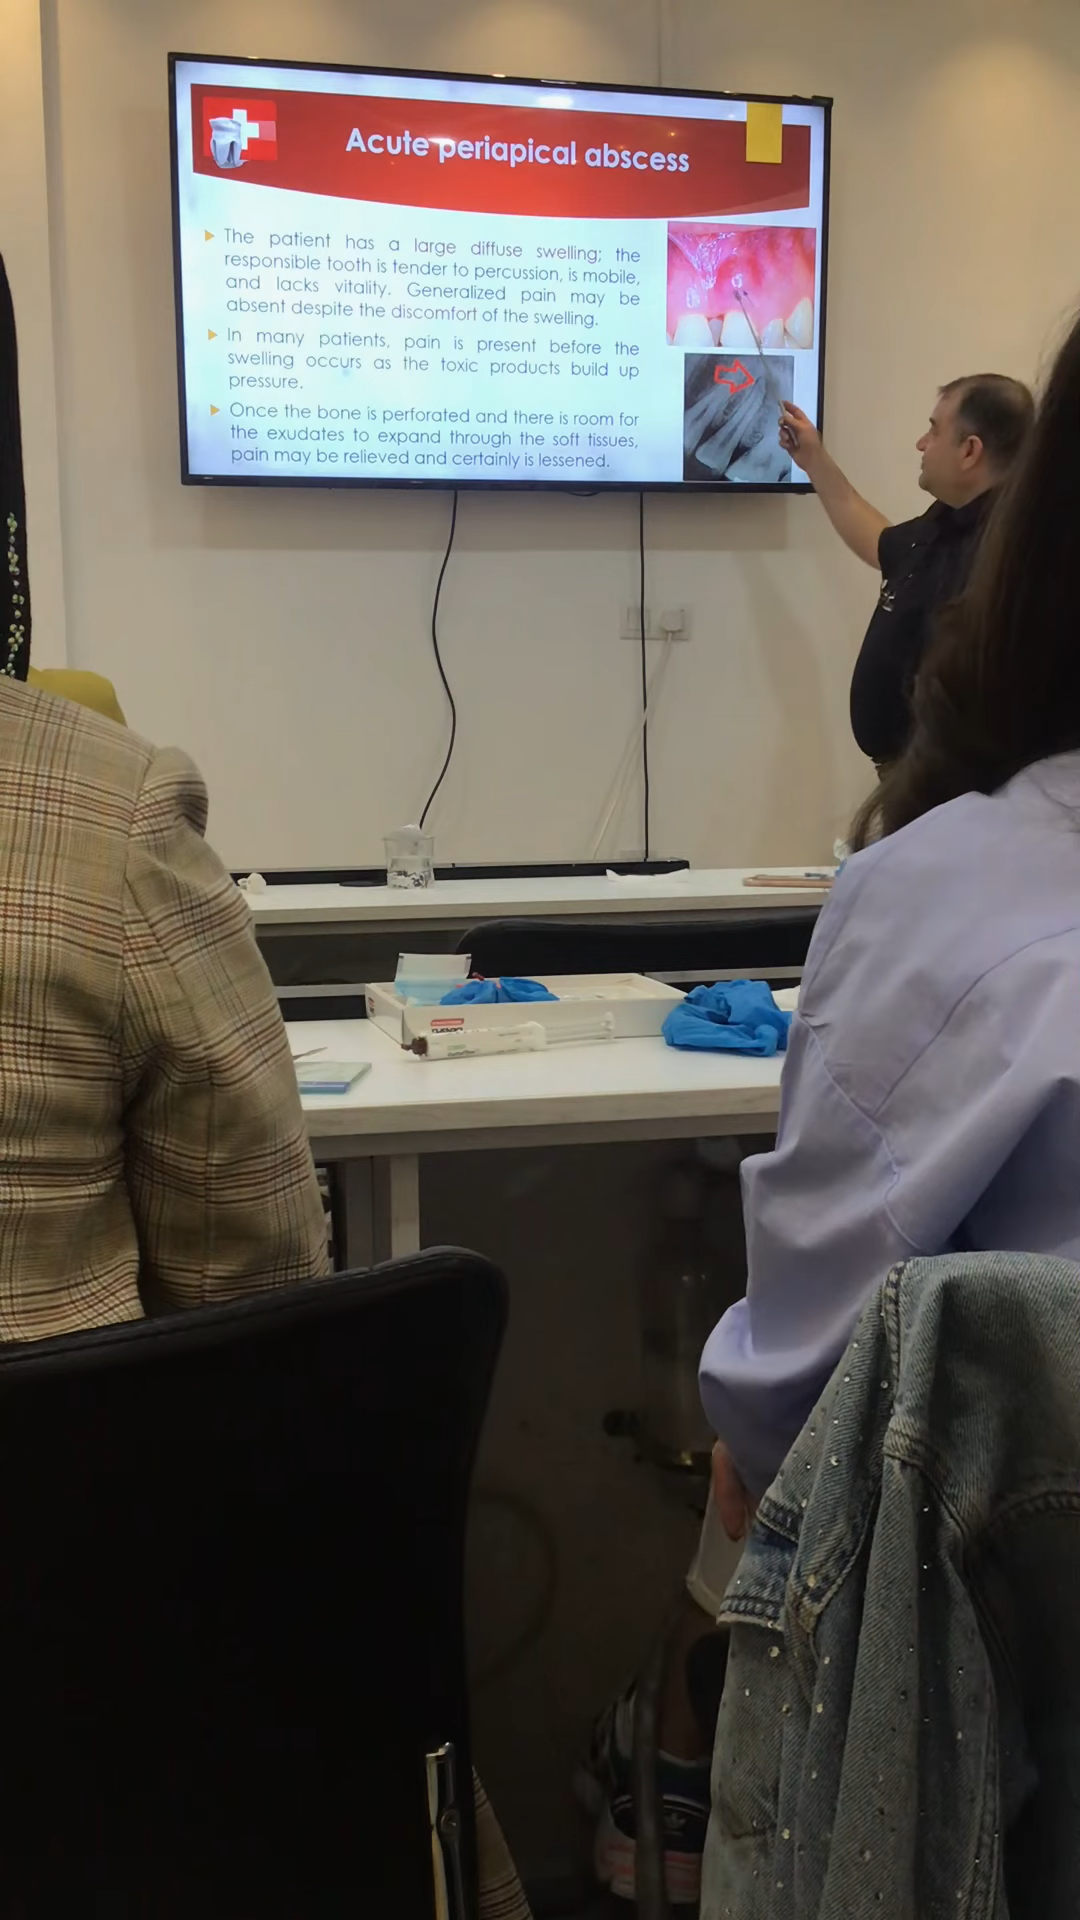 Acute periapical abscess
The patient has a large diffuse swelling; the
responsible tooth is tender to percussion, is mobile,
and lacks vitality. Generalized pain may be
absent despite the discomfort of the swelling.
In many patients, pain is present before the
swelling occurs as the toxic products build up
pressure.
Once the bone is perforated and there is room for
the exudates to expand through the soft tissues,
pain may be relieved and certainly is lessened.